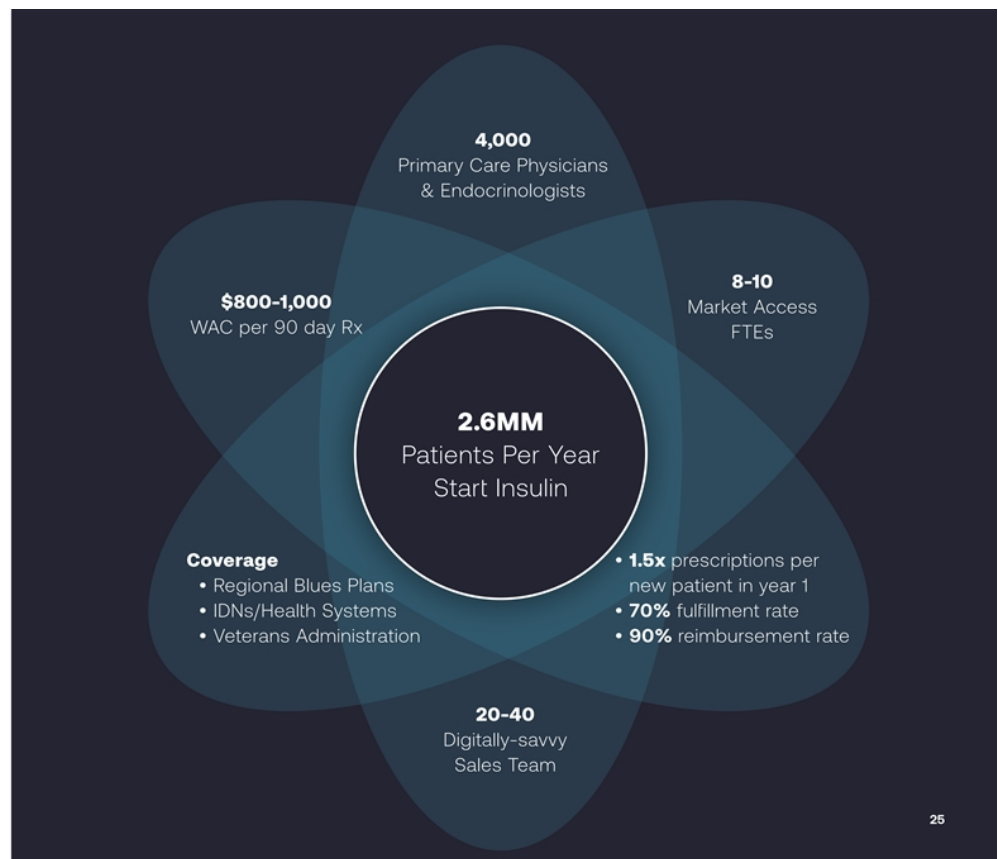 4,000
Primary Care Physicians
& Endocrinologists
$800-1,000
WAC per 90 day Rx
8-10
Market Access
FTEs
2.6MM
Patients Per Year
Start Insulin
Coverage
• Regional Blues Plans
• IDNs/Health Systems
• Veterans Administration
• 1.5x prescriptions per
new patient in year 1
• 70% fulfillment rate
• 90% reimbursement rate
20-40
Digitally-savvy
Sales Team
25